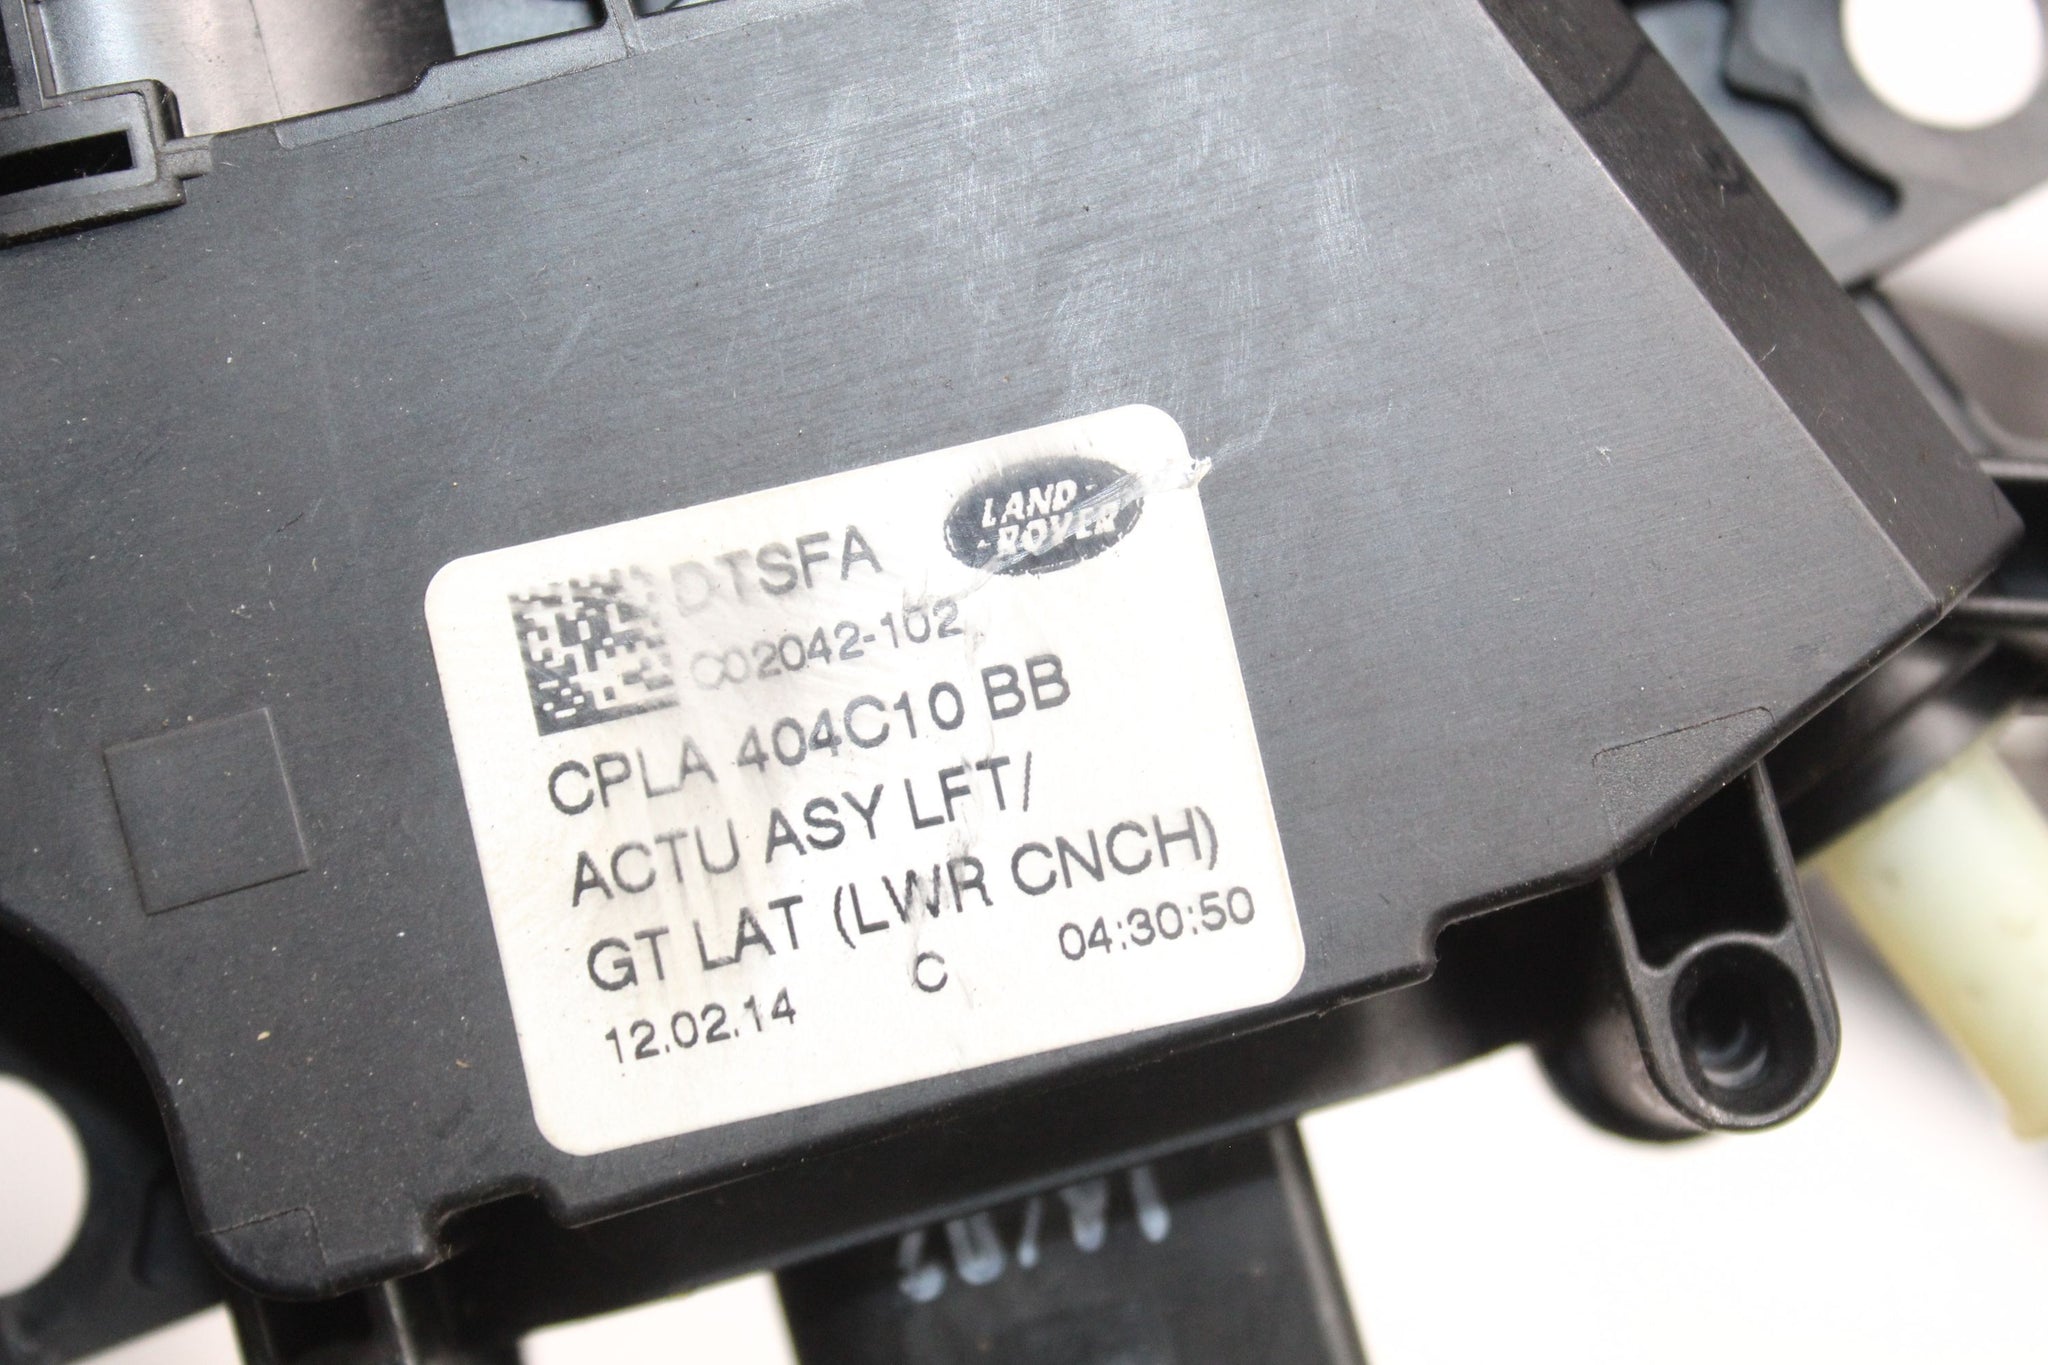 LAND-
-ROVER
DTSFA
C02042-102
CPLA 404C10 BB
ACTU ASY LFT/
GT LAT (LWR CNCH)
12.02.14 C 04:30:50